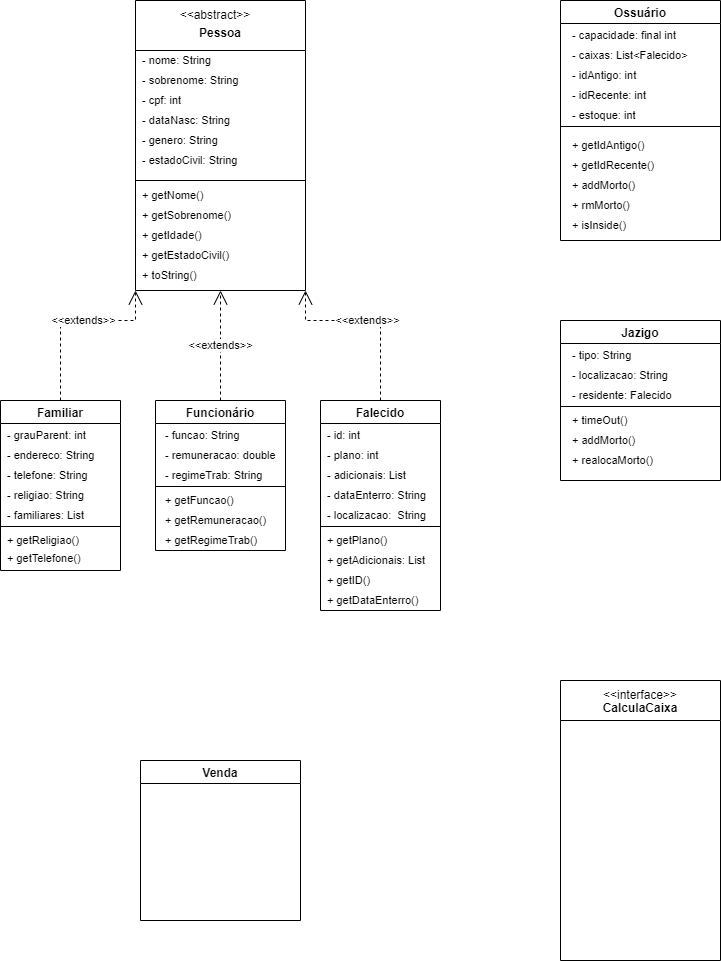 <<abstract>>
Pessoa
- nome: String
- sobrenome: String
- cpf: int
- dataNasc: String
- genero: String
- estadoCivil: String
+ getNome()
+ getSobrenome()
+ getIdade()
+ getEstadoCivil()
+ toString()
Ossuário
- capacidade: final int
- caixas: List<Falecido>
- idAntigo: int
- idRecente: int
- estoque: int
+ getIdAntigo()
+ getIdRecente()
+ addMorto()
+ rmMorto()
+ isInside()
<<extends>>
<<extends>>
<<extends>>
Jazigo
- tipo: String
- localizacao: String
- residente: Falecido
+ timeOut()
+ addMorto()
+ realocaMorto()
Familiar
- grauParent: int
- endereco: String
- telefone: String
- religiao: String
- familiares: List
+ getReligiao()
+ getTelefone()
Funcionário
- funcao: String
- remuneracao: double
- regimeTrab: String
+ getFuncao()
+ getRemuneracao()
+ getRegimeTrab()
Falecido
- id: int
- plano: int
- adicionais: List
- dataEnterro: String
- localizacao:  String
+ getPlano()
+ getAdicionais: List
+ getID()
+ getDataEnterro()
<<interface>>
CalculaCaixa
Venda